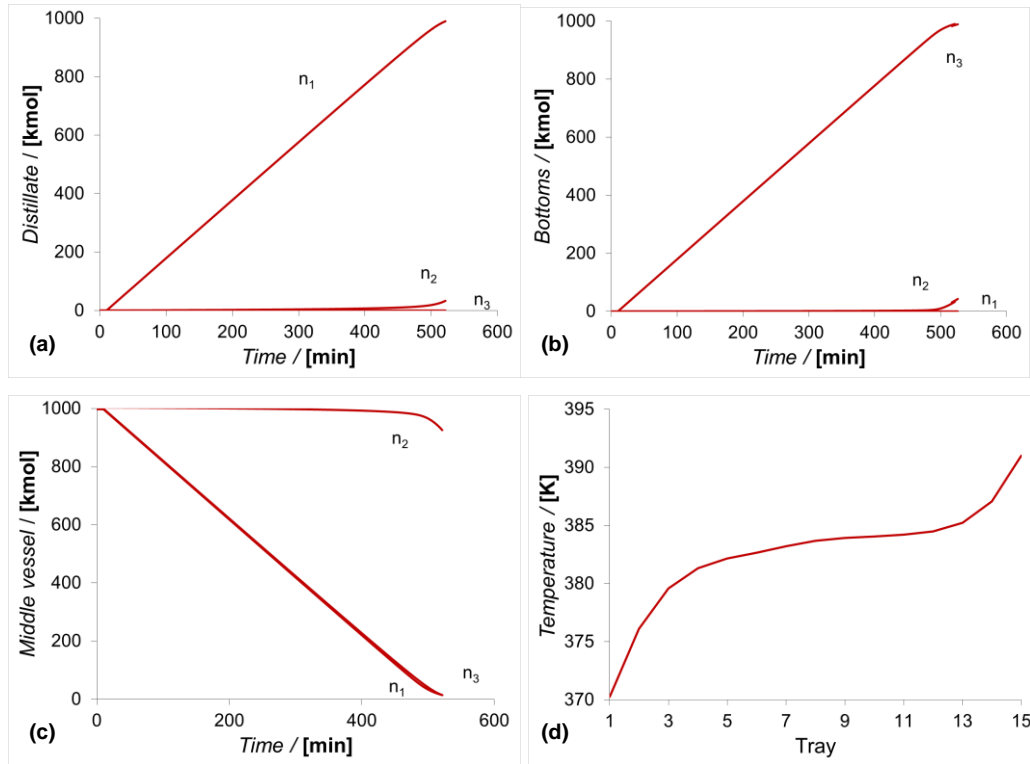 1000
800
600
400
200
0
Distillate / [kmol]
n1
n2
n3
0 100 200 300 400 500 600
Time / [min]
(a)
1000
800
600
400
200
0
Bottoms / [kmol]
n3
n2
n1
0 100 200 300 400 500 600
Time / [min]
(b)
1000
800
600
400
200
0
Middle vessel / [kmol]
n2
n1
n3
0 200 400 600
Time / [min]
(c)
395
390
385
380
375
370
Temperature / [K]
1 3 5 7 9 11 13 15
Tray
(d)